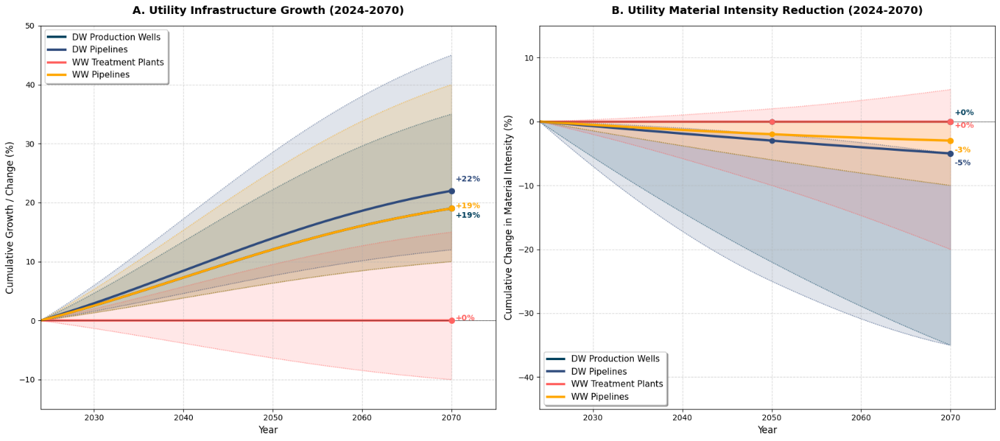 A. Utility Infrastructure Growth (2024-2070)
50
40
30
20
10
0
−10
Cumulative Growth / Change (%)
DW Production Wells
DW Pipelines
WW Treatment Plants
WW Pipelines
+22%
+19%
+19%
+0%
2030
2040
2050
2060
2070
Year
B. Utility Material Intensity Reduction (2024-2070)
10
0
−10
−20
−30
−40
Cumulative Change in Material Intensity (%)
+0%
+0%
-3%
-5%
DW Production Wells
DW Pipelines
WW Treatment Plants
WW Pipelines
2030
2040
2050
2060
2070
Year